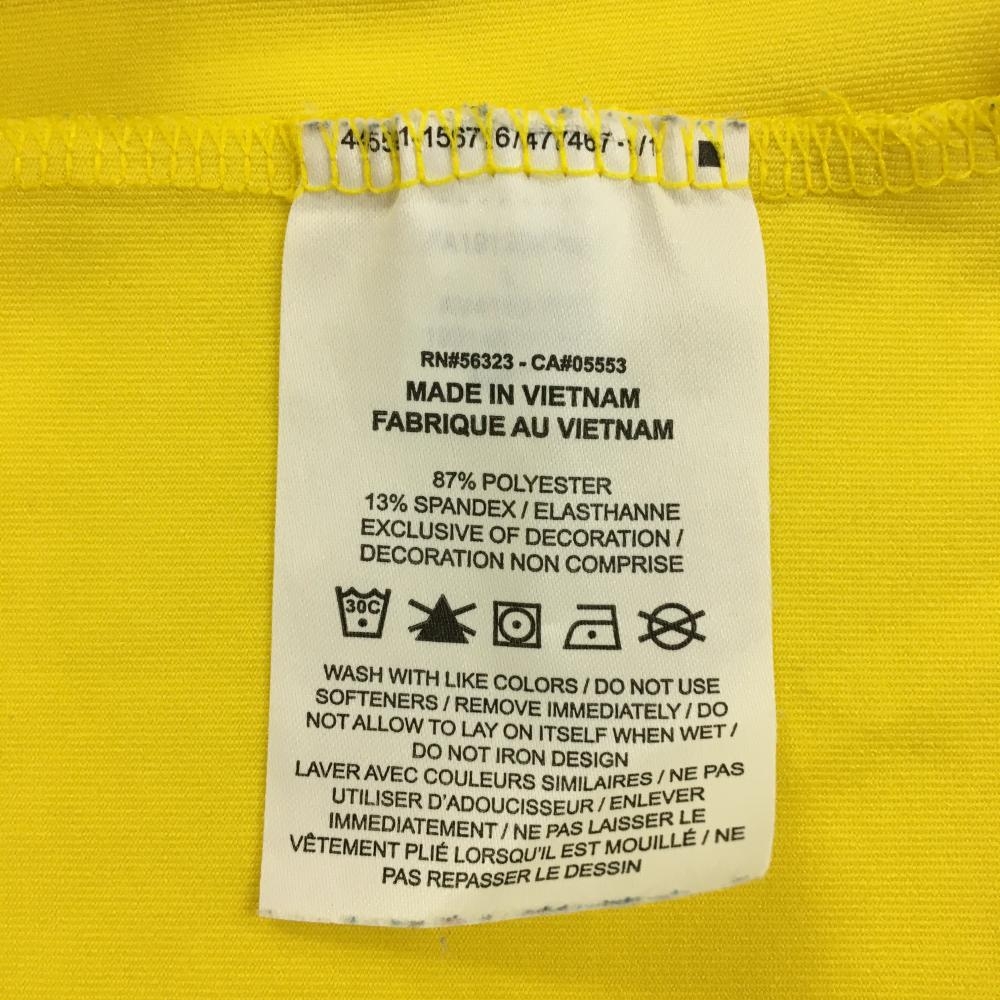 RN#56323 - CA#05553
MADE IN VIETNAM
FABRIQUE AU VIETNAM
87% POLYESTER
13% SPANDEX / ELASTHANNE
EXCLUSIVE OF DECORATION /
DECORATION NON COMPRISE
30C
WASH WITH LIKE COLORS / DO NOT USE
SOFTENERS / REMOVE IMMEDIATELY / DO
NOT ALLOW TO LAY ON ITSELF WHEN WET /
DO NOT IRON DESIGN
LAVER AVEC COULEURS SIMILAIRES / NE PAS
UTILISER D'ADOUCISSEUR / ENLEVER
IMMEDIATEMENT / NE PAS LAISSER LE
VÊTEMENT PLIÉ LORSQU'IL EST MOUILLÉ / NE
PAS REPASSER LE DESSIN